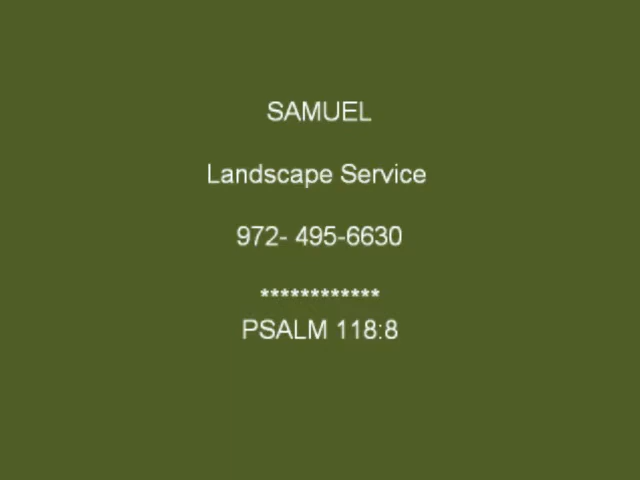 SAMUEL
Landscape Service
972- 495-6630
************
PSALM 118:8